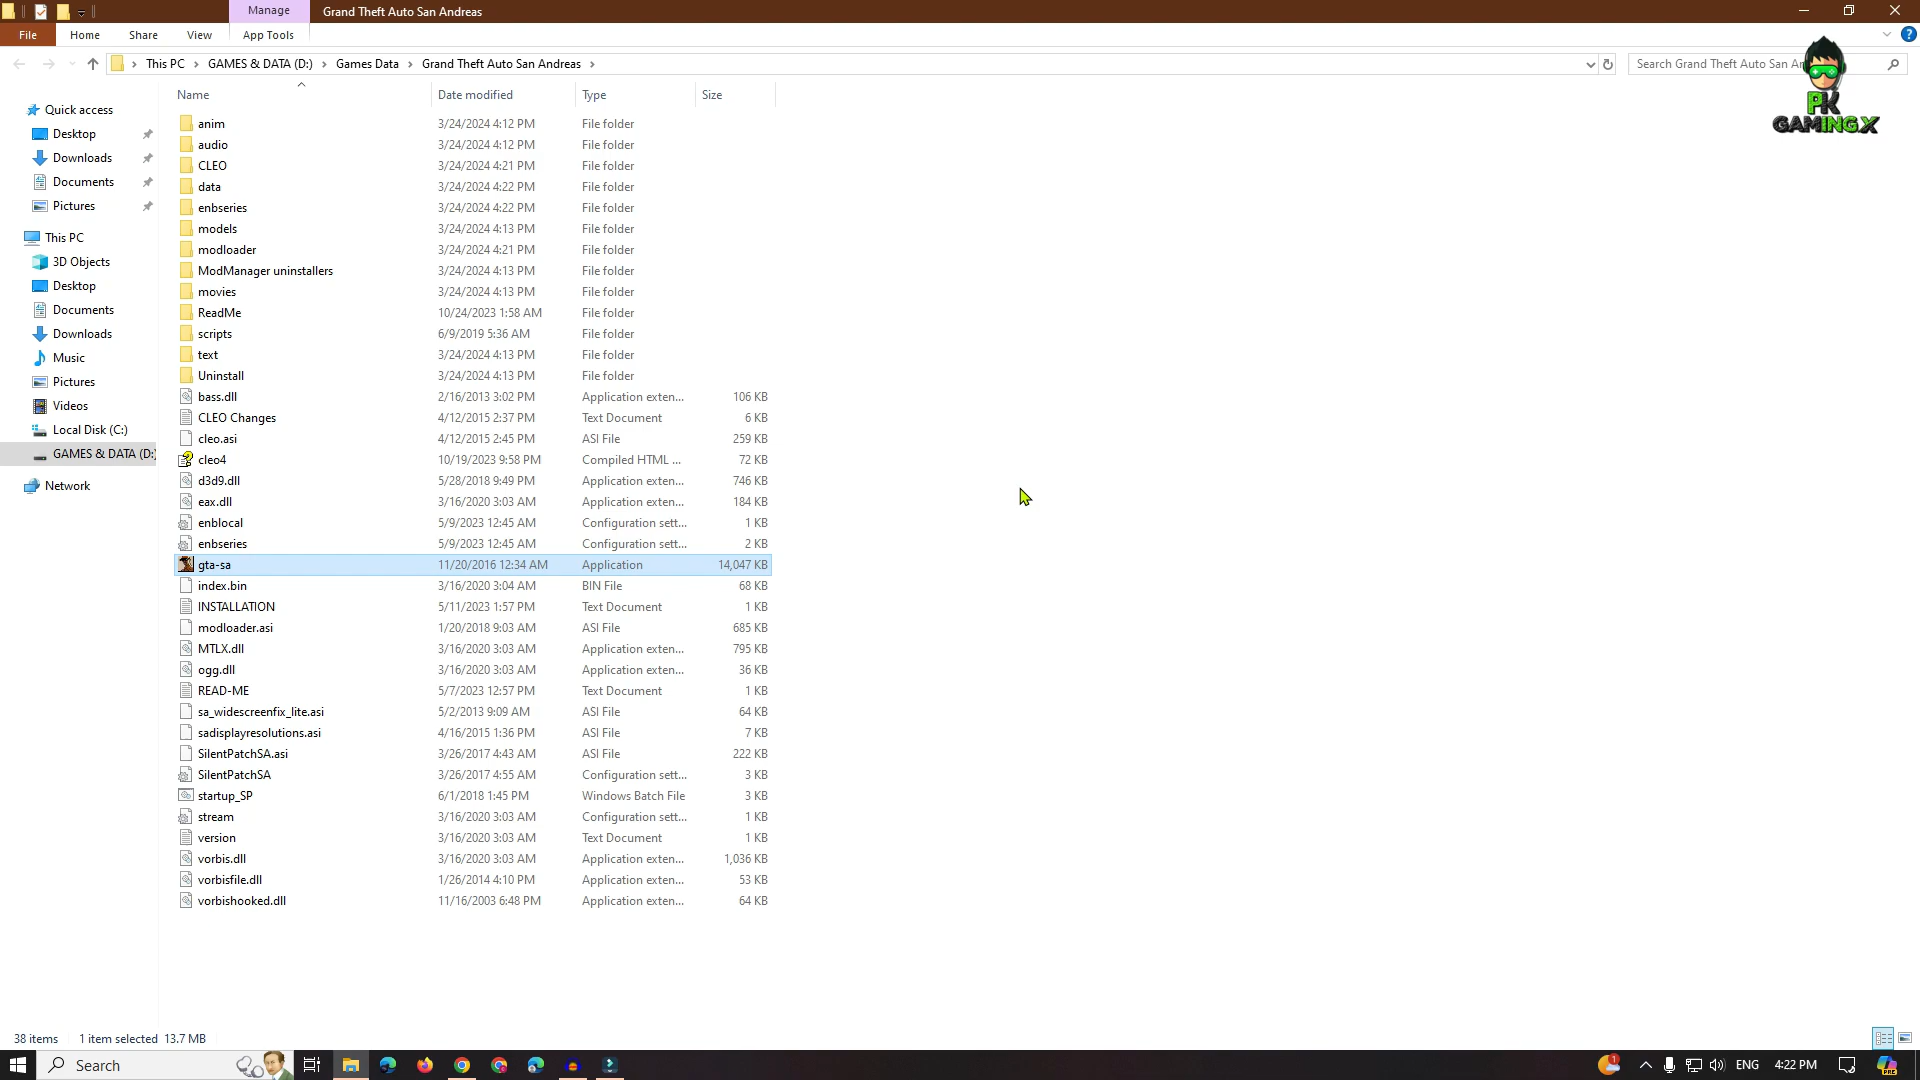 Manage
Grand Theft Auto San Andreas
File
Home
Share
View
App Tools
This PC
GAMES & DATA (D:)
Games Data
Grand Theft Auto San Andreas
Search Grand Theft Auto San An
PK
GAMINGX
Name
Date modified
Type
Size
Quick access
Desktop
Downloads
Documents
Pictures
This PC
3D Objects
Desktop
Documents
Downloads
Music
Pictures
Videos
Local Disk (C:)
GAMES & DATA (D:)
Network
anim 3/24/2024 4:12 PM File folder
audio 3/24/2024 4:12 PM File folder
CLEO 3/24/2024 4:21 PM File folder
data 3/24/2024 4:22 PM File folder
enbseries 3/24/2024 4:22 PM File folder
models 3/24/2024 4:13 PM File folder
modloader 3/24/2024 4:21 PM File folder
ModManager uninstallers 3/24/2024 4:13 PM File folder
movies 3/24/2024 4:13 PM File folder
ReadMe 10/24/2023 1:58 AM File folder
scripts 6/9/2019 5:36 AM File folder
text 3/24/2024 4:13 PM File folder
Uninstall 3/24/2024 4:13 PM File folder
bass.dll 2/16/2013 3:02 PM Application exten... 106 KB
CLEO Changes 4/12/2015 2:37 PM Text Document 6 KB
cleo.asi 4/12/2015 2:45 PM ASI File 259 KB
cleo4 10/19/2023 9:58 PM Compiled HTML ... 72 KB
d3d9.dll 5/28/2018 9:49 PM Application exten... 746 KB
eax.dll 3/16/2020 3:03 AM Application exten... 184 KB
enblocal 5/9/2023 12:45 AM Configuration sett... 1 KB
enbseries 5/9/2023 12:45 AM Configuration sett... 2 KB
gta-sa 11/20/2016 12:34 AM Application 14,047 KB
index.bin 3/16/2020 3:04 AM BIN File 68 KB
INSTALLATION 5/11/2023 1:57 PM Text Document 1 KB
modloader.asi 1/20/2018 9:03 AM ASI File 685 KB
MTLX.dll 3/16/2020 3:03 AM Application exten... 795 KB
ogg.dll 3/16/2020 3:03 AM Application exten... 36 KB
READ-ME 5/7/2023 12:57 PM Text Document 1 KB
sa_widescreenfix_lite.asi 5/2/2013 9:09 AM ASI File 64 KB
sadisplayresolutions.asi 4/16/2015 1:36 PM ASI File 7 KB
SilentPatchSA.asi 3/26/2017 4:43 AM ASI File 222 KB
SilentPatchSA 3/26/2017 4:55 AM Configuration sett... 3 KB
startup_SP 6/1/2018 1:45 PM Windows Batch File 3 KB
stream 3/16/2020 3:03 AM Configuration sett... 1 KB
version 3/16/2020 3:03 AM Text Document 1 KB
vorbis.dll 3/16/2020 3:03 AM Application exten... 1,036 KB
vorbisfile.dll 1/26/2014 4:10 PM Application exten... 53 KB
vorbishooked.dll 11/16/2003 6:48 PM Application exten... 64 KB
38 items 1 item selected 13.7 MB
Search
1
ENG
4:22 PM
PRE